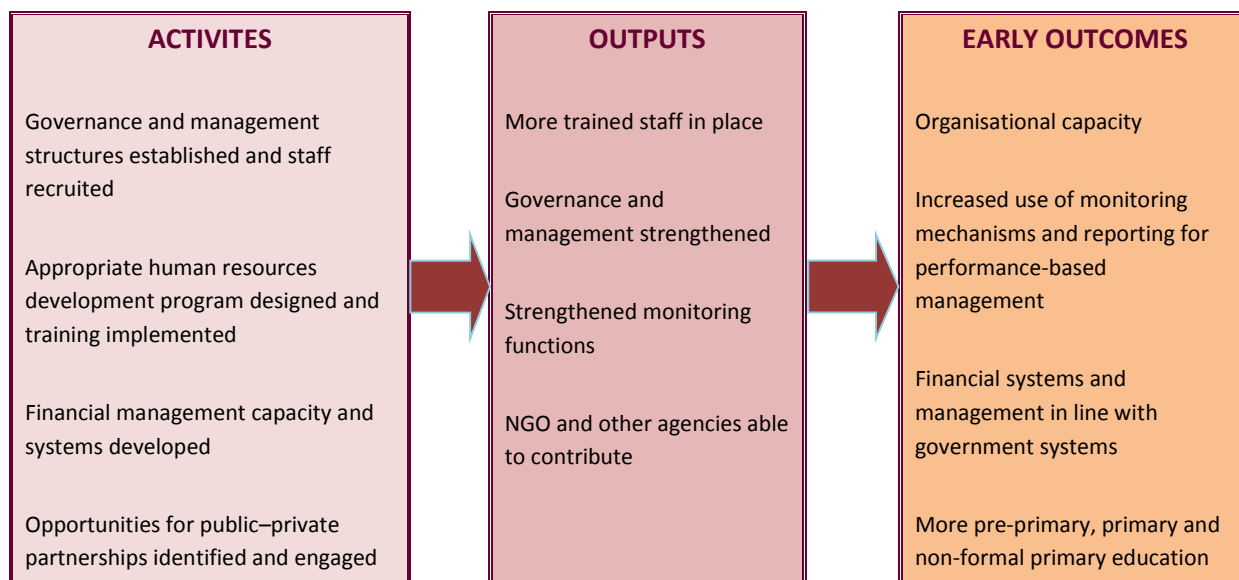 ACTIVITES
Governance and management
structures established and staff
recruited
Appropriate human resources
development program designed and
training implemented
Financial management capacity and
systems developed
Opportunities for public–private
partnerships identified and engaged
OUTPUTS
More trained staff in place
Governance and
management strengthened
Strengthened monitoring
functions
NGO and other agencies able
to contribute
EARLY OUTCOMES
Organisational capacity
Increased use of monitoring
mechanisms and reporting for
performance-based
management
Financial systems and
management in line with
government systems
More pre-primary, primary and
non-formal primary education